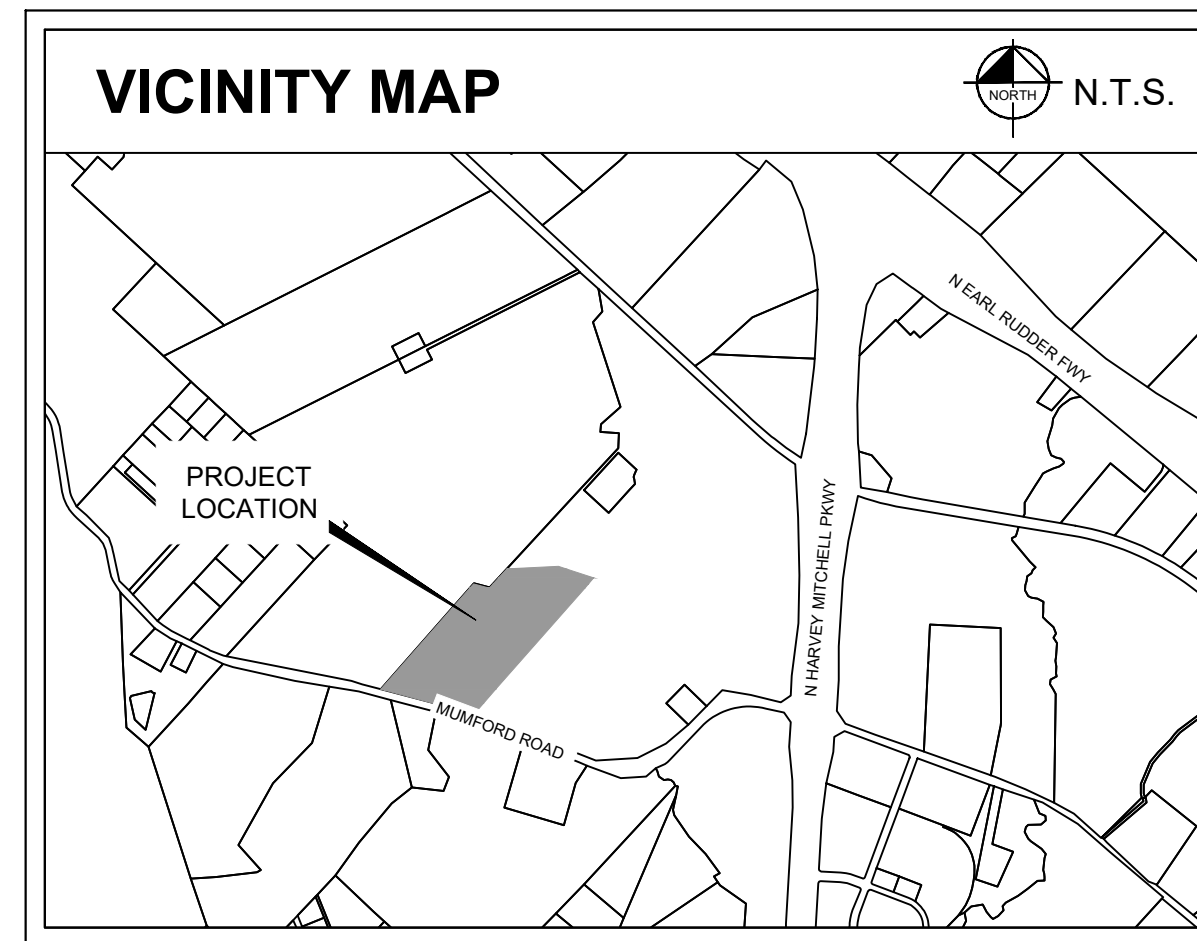 VICINITY MAP
NORTH
N.T.S.
N EARL RUDDER FWY
PROJECT
LOCATION
N HARVEY MITCHELL PKWY
MUMFORD ROAD